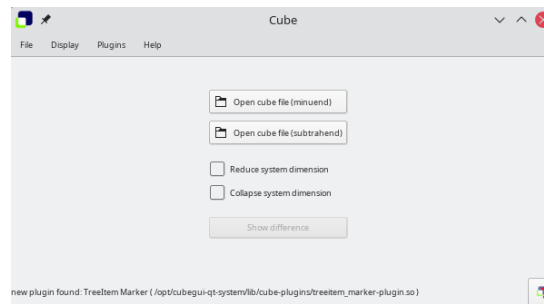 Cube
File Display Plugins Help
Open cube file (minuend)
Open cube file (subtrahend)
Reduce system dimension
Collapse system dimension
Show difference
new plugin found: TreeItem Marker ( /opt/cubegui-qt-system/lib/cube-plugins/treeitem_marker-plugin.so )